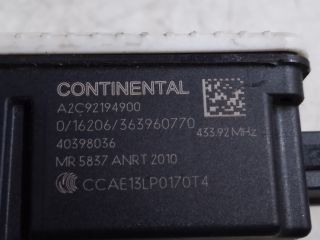 CONTINENTAL
A2C92194900
0/16206/363960770
433.92 MHz
40398036
MR 5837 ANRT 2010
CCAE13LP0170T4